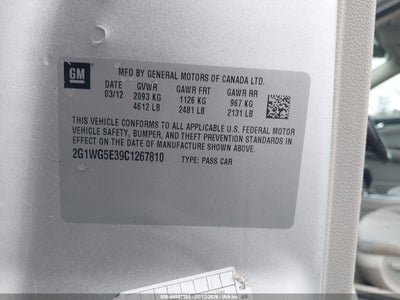 GM
MFD BY GENERAL MOTORS OF CANADA LTD.
DATE GVWR GAWR FRT GAWR RR
03/12 2093 KG 1126 KG 967 KG
4612 LB 2481 LB 2131 LB
THIS VEHICLE CONFORMS TO ALL APPLICABLE U.S. FEDERAL MOTOR
VEHICLE SAFETY, BUMPER, AND THEFT PREVENTION STANDARDS IN
EFFECT ON THE DATE OF MANUFACTURE SHOWN ABOVE.
2G1WG5E39C1267810 TYPE: PASS CAR